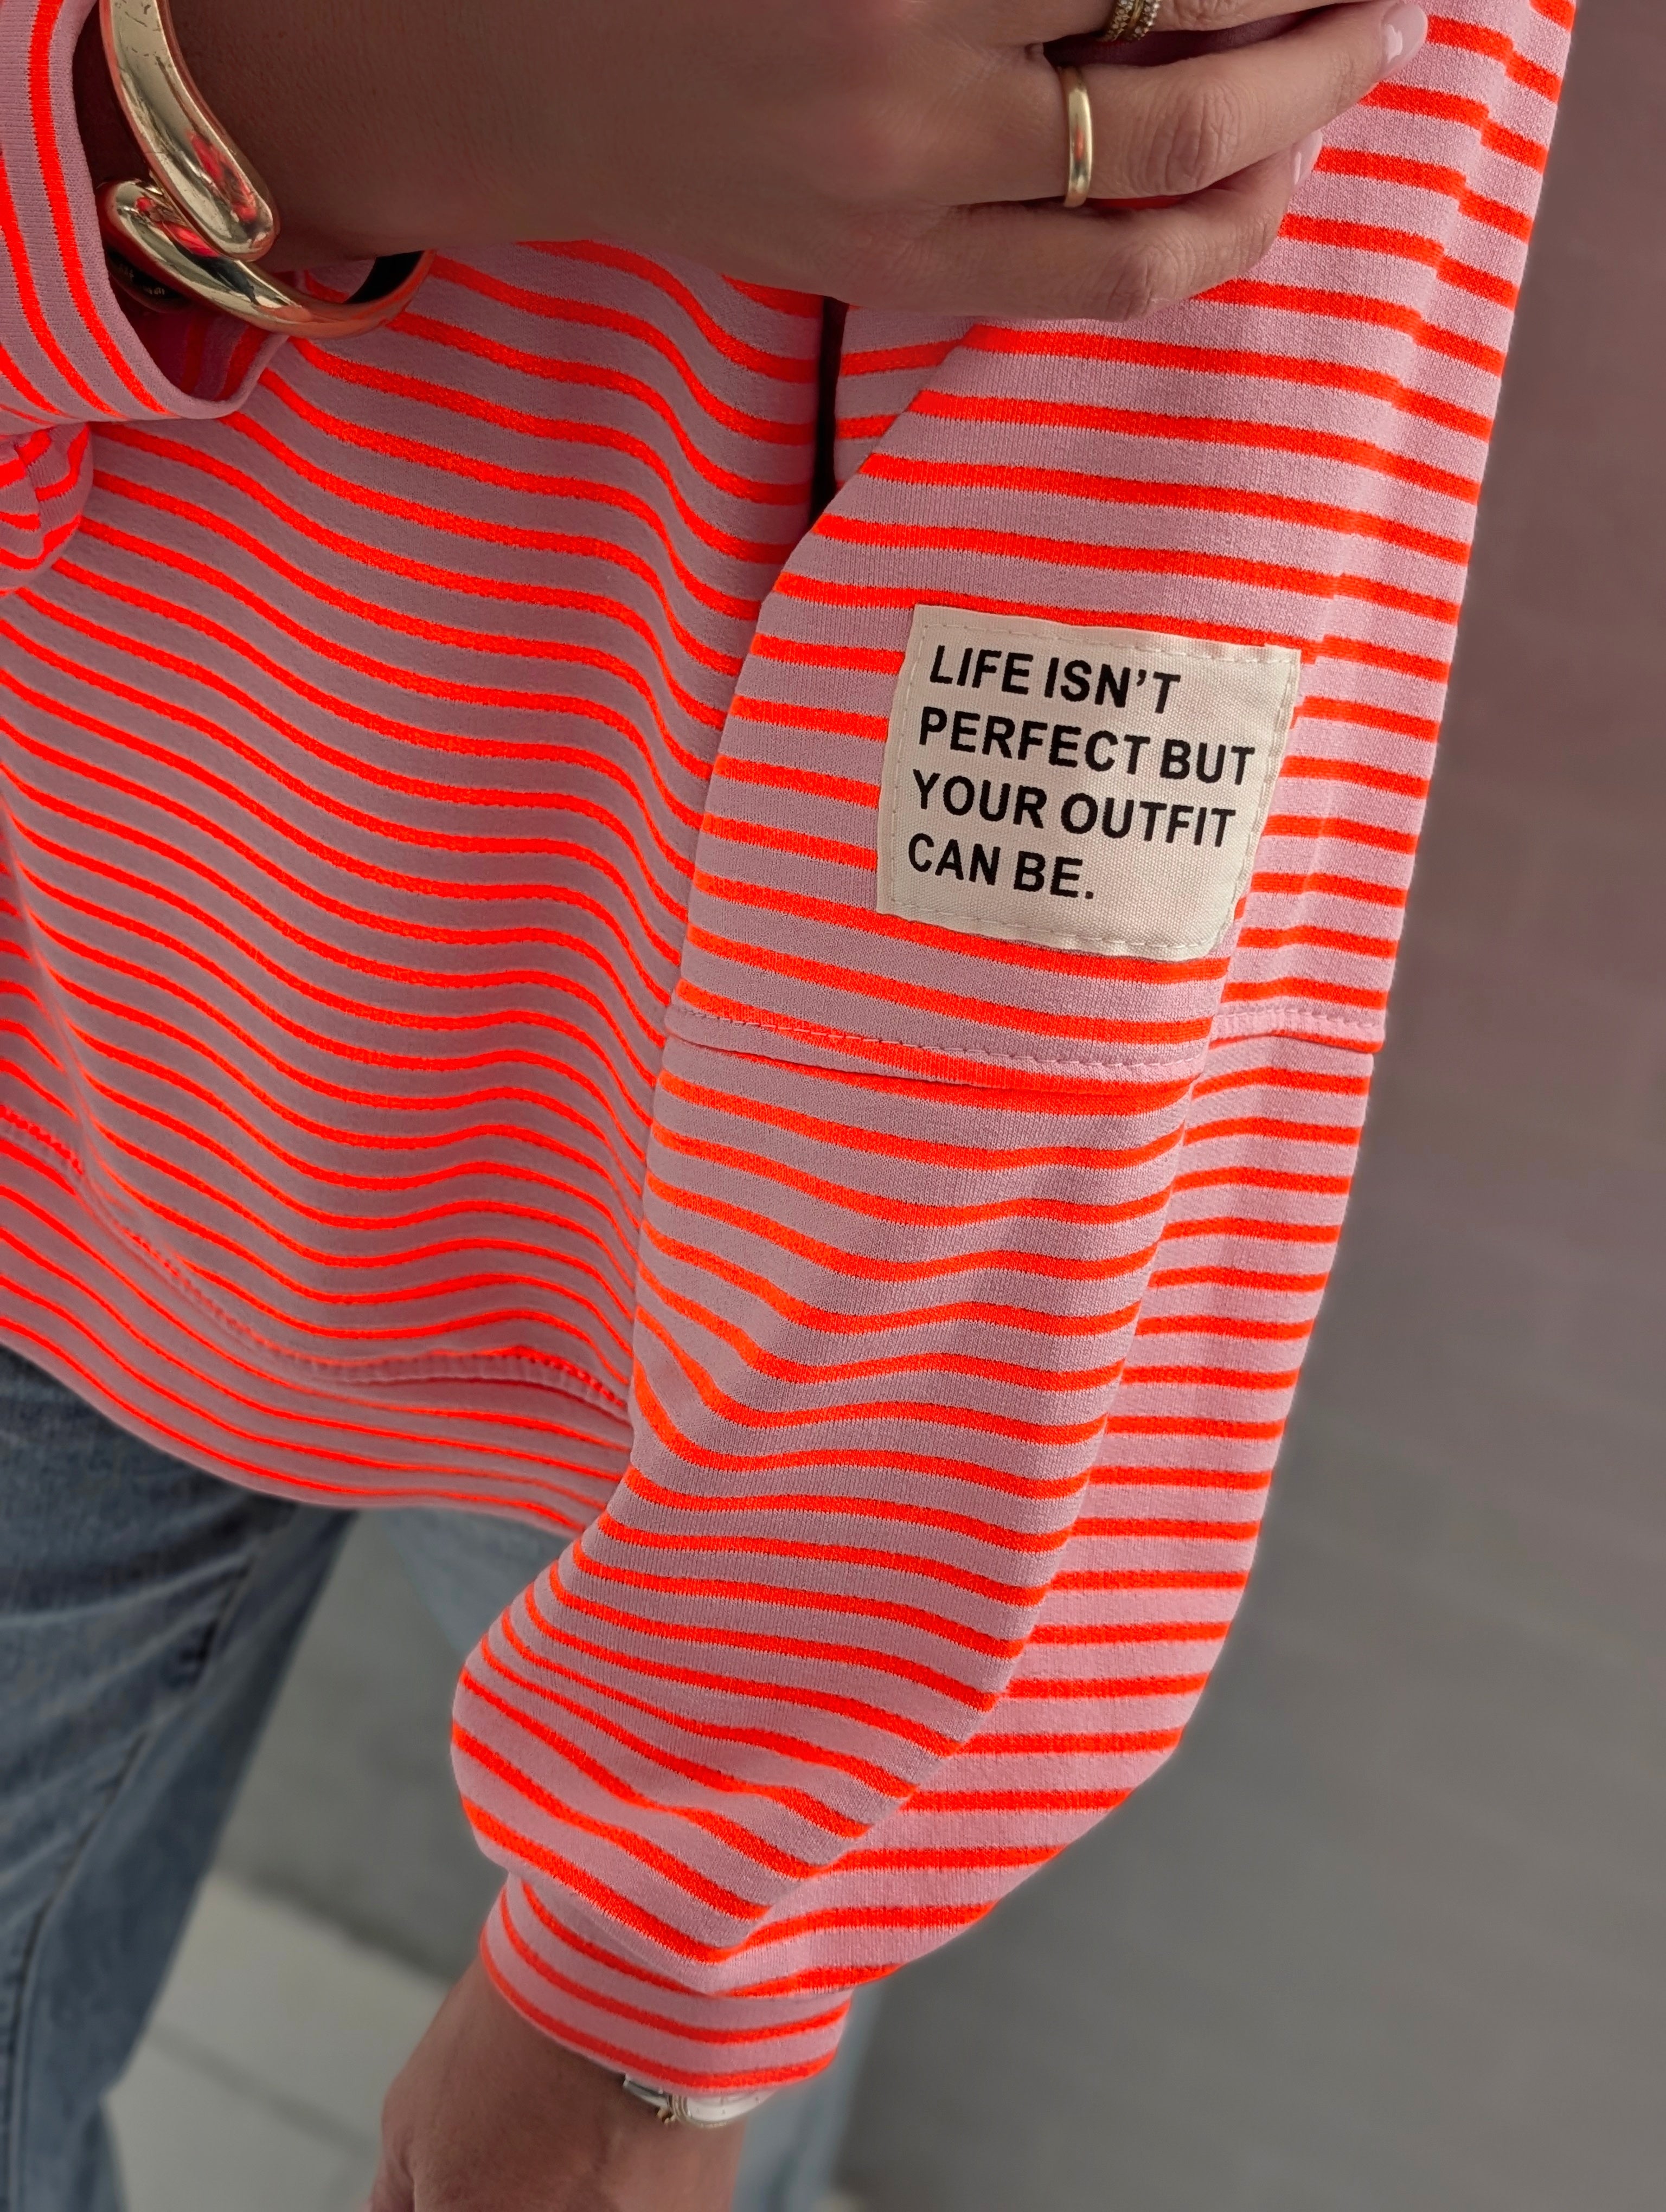 LIFE ISN'T
PERFECT BUT
YOUR OUTFIT
CAN BE.